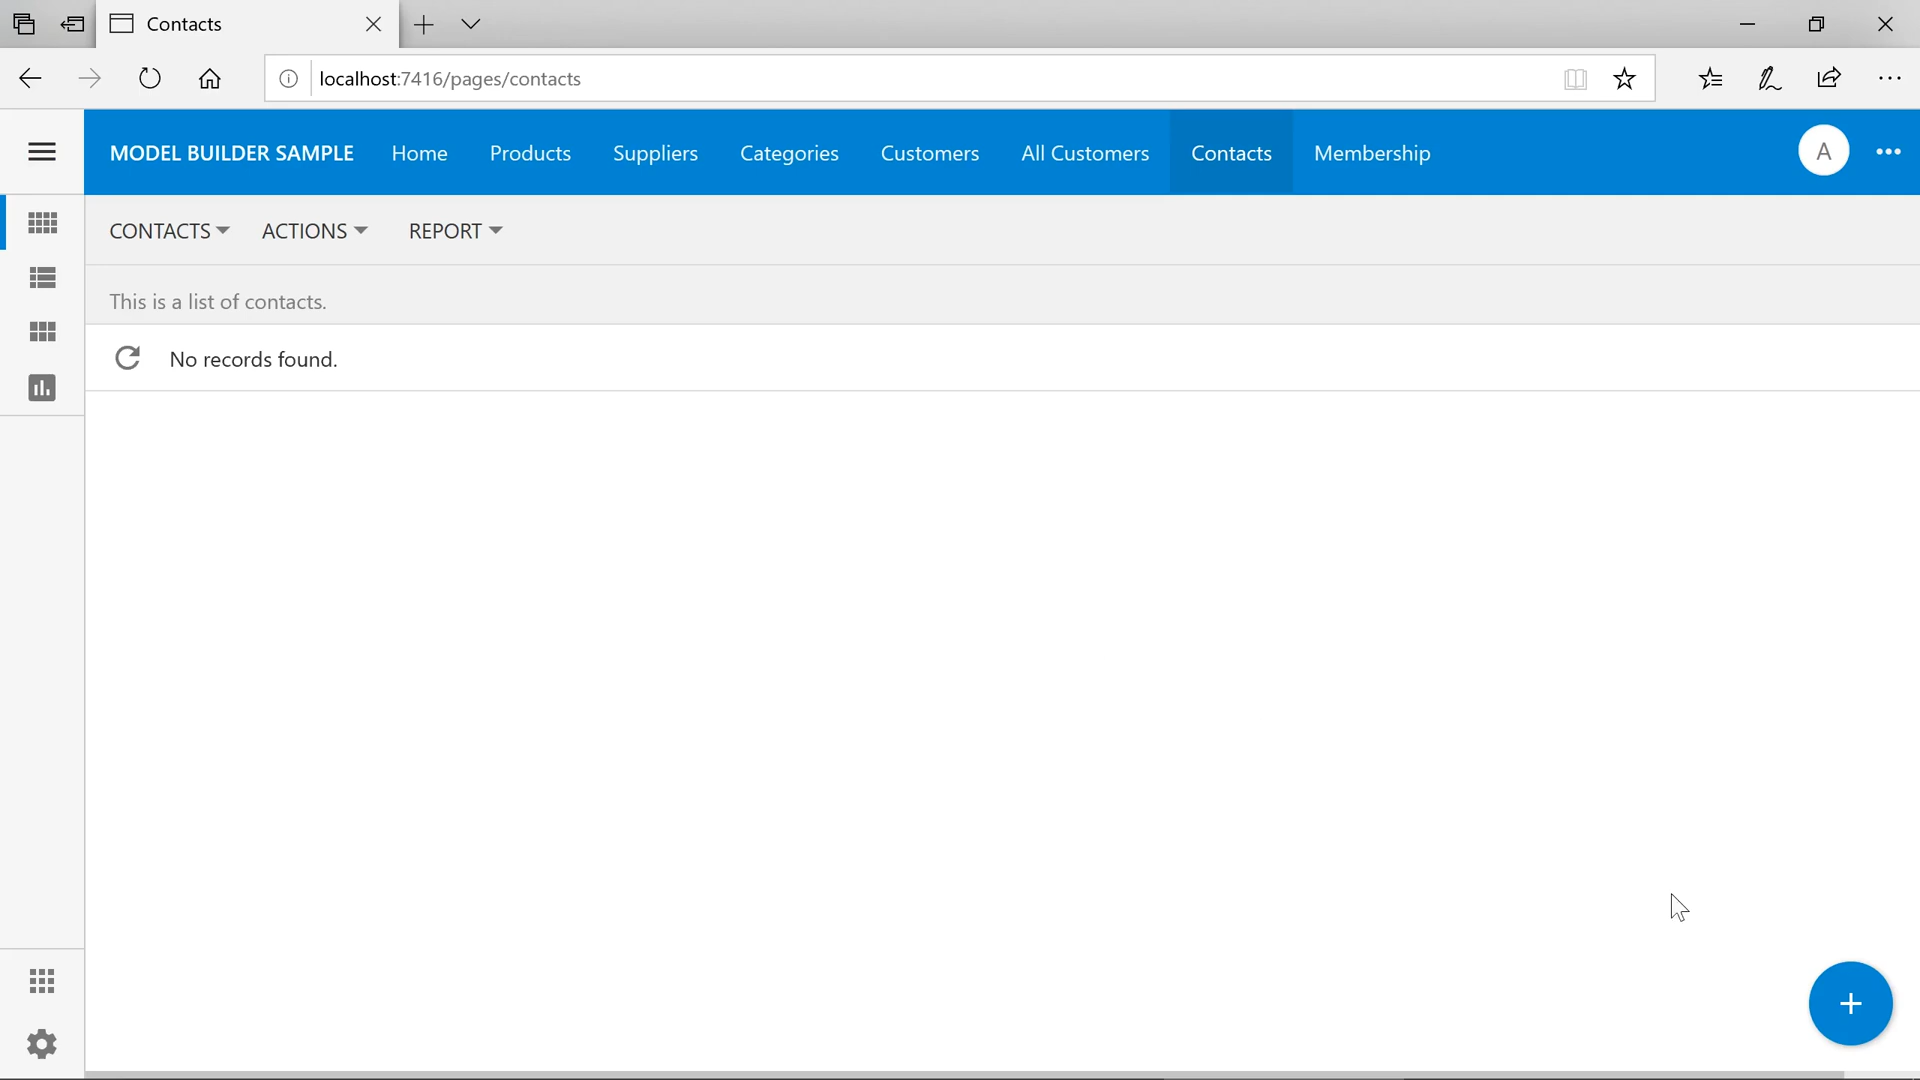 Contacts
localhost:7416/pages/contacts
MODEL BUILDER SAMPLE Home Products Suppliers Categories Customers All Customers Contacts Membership A
CONTACTS ACTIONS REPORT
This is a list of contacts.
No records found.